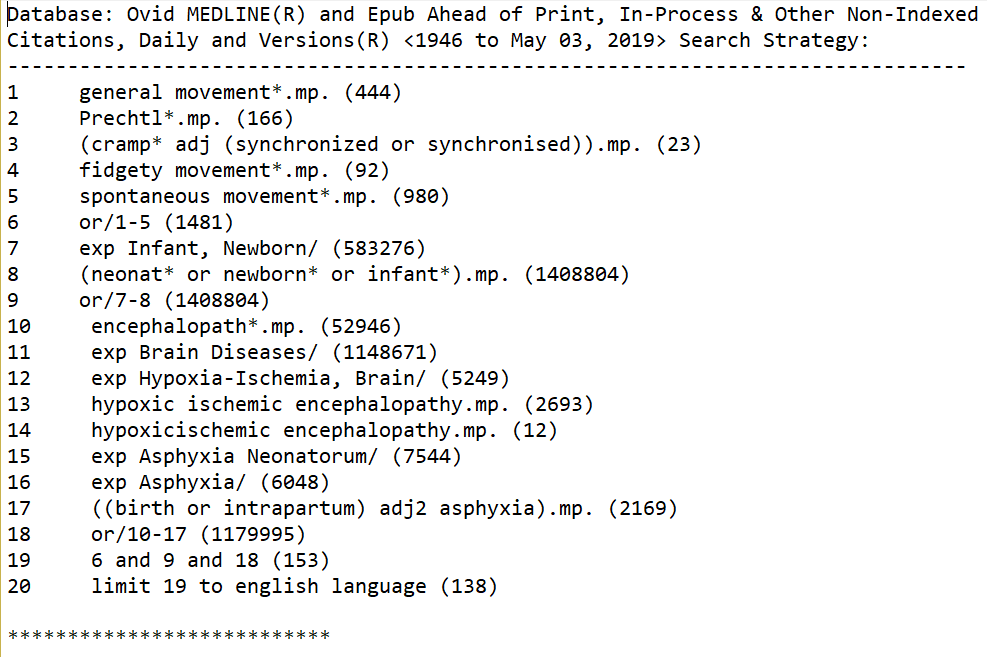 Database: Ovid MEDLINE(R) and Epub Ahead of Print, In-Process & Other Non-Indexed
Citations, Daily and Versions(R) <1946 to May 03, 2019> Search Strategy:
--------------------------------------------------------------------------------
1 general movement*.mp. (444)
2 Prechtl*.mp. (166)
3 (cramp* adj (synchronized or synchronised)).mp. (23)
4 fidgety movement*.mp. (92)
5 spontaneous movement*.mp. (980)
6 or/1-5 (1481)
7 exp Infant, Newborn/ (583276)
8 (neonat* or newborn* or infant*).mp. (1408804)
9 or/7-8 (1408804)
10 encephalopath*.mp. (52946)
11 exp Brain Diseases/ (1148671)
12 exp Hypoxia-Ischemia, Brain/ (5249)
13 hypoxic ischemic encephalopathy.mp. (2693)
14 hypoxicischemic encephalopathy.mp. (12)
15 exp Asphyxia Neonatorum/ (7544)
16 exp Asphyxia/ (6048)
17 ((birth or intrapartum) adj2 asphyxia).mp. (2169)
18 or/10-17 (1179995)
19 6 and 9 and 18 (153)
20 limit 19 to english language (138)
***************************